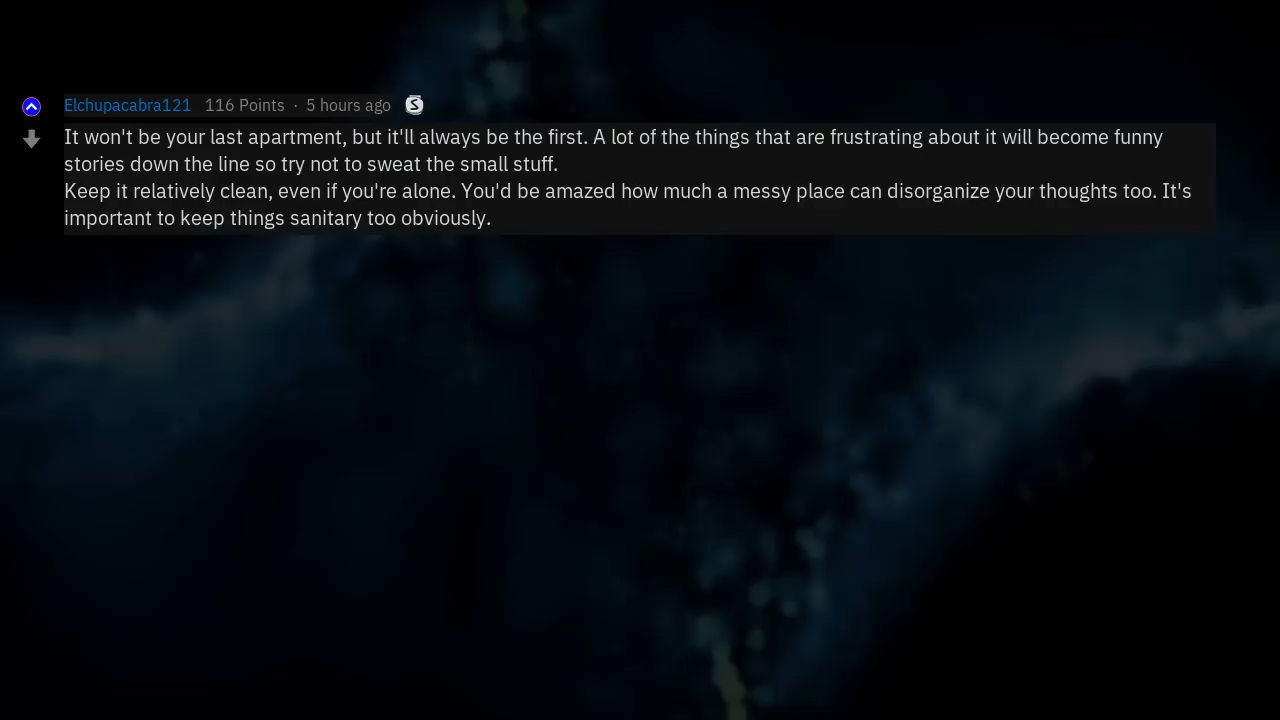 Elchupacabra121 116 Points · 5 hours ago
It won't be your last apartment, but it'll always be the first. A lot of the things that are frustrating about it will become funny
stories down the line so try not to sweat the small stuff.
Keep it relatively clean, even if you're alone. You'd be amazed how much a messy place can disorganize your thoughts too. It's
important to keep things sanitary too obviously.